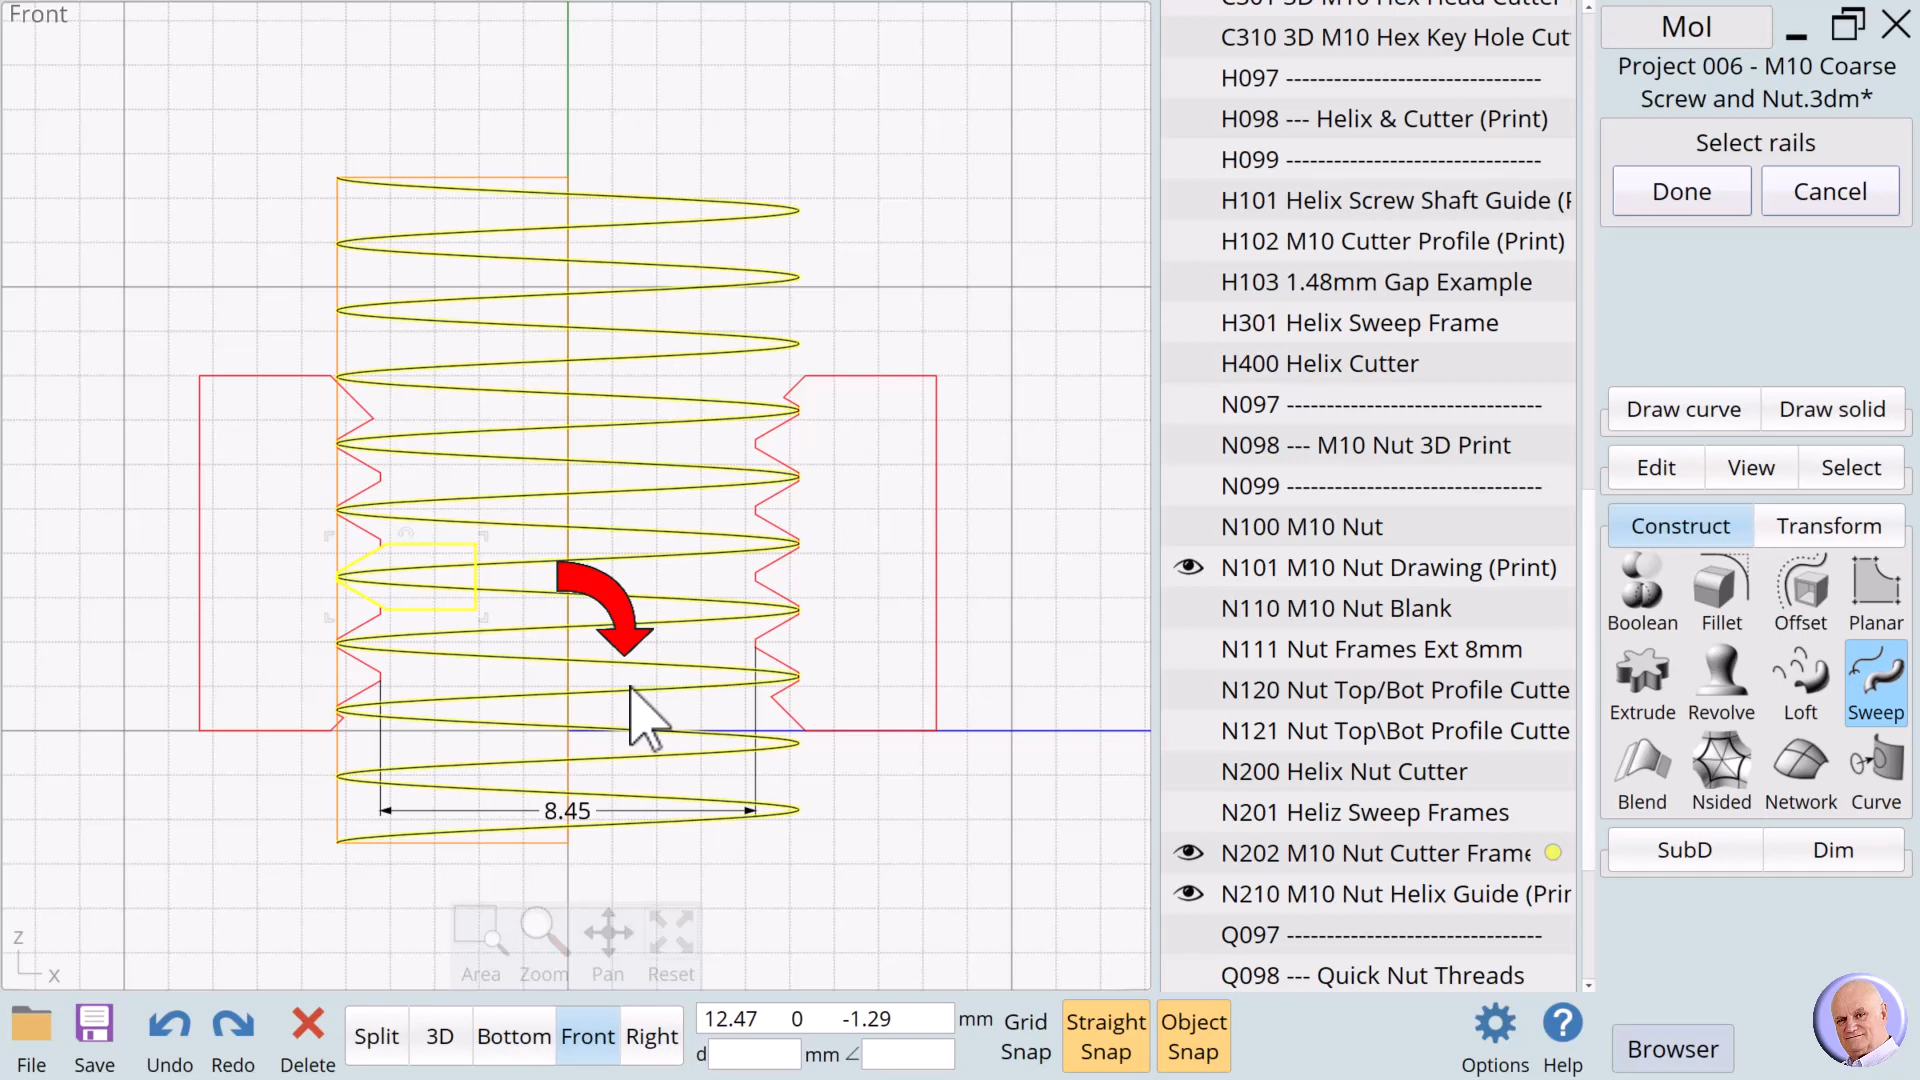 Front
8.45
Area
Zoom
Pan
Reset
z
x
C310 3D M10 Hex Key Hole Cut
H097 -------------------------------
H098 --- Helix & Cutter (Print)
H099 -------------------------------
H101 Helix Screw Shaft Guide (P
H102 M10 Cutter Profile (Print)
H103 1.48mm Gap Example
H301 Helix Sweep Frame
H400 Helix Cutter
N097 -------------------------------
N098 --- M10 Nut 3D Print
N099 -------------------------------
N100 M10 Nut
N101 M10 Nut Drawing (Print)
N110 M10 Nut Blank
N111 Nut Frames Ext 8mm
N120 Nut Top/Bot Profile Cutte
N121 Nut Top\Bot Profile Cutte
N200 Helix Nut Cutter
N201 Heliz Sweep Frames
N202 M10 Nut Cutter Frame
N210 M10 Nut Helix Guide (Prin
Q097 -------------------------------
Q098 --- Quick Nut Threads
MoI
Project 006 - M10 Coarse
Screw and Nut.3dm*
Select rails
Done Cancel
Draw curve Draw solid
Edit View Select
Construct Transform
Boolean Fillet Offset Planar
Extrude Revolve Loft Sweep
Blend Nsided Network Curve
SubD Dim
File
Save
Undo
Redo
Delete
Split 3D Bottom Front Right
12.47 0 -1.29 mm
d mm ∠
Grid
Snap
Straight
Snap
Object
Snap
Options
Help
Browser